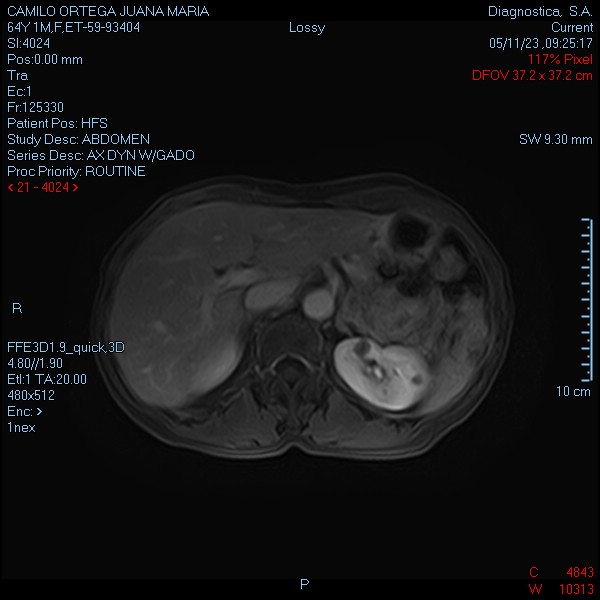 CAMILO ORTEGA JUANA MARIA
64Y 1M,F,ET-59-93404
SI:4024
Pos:0.00 mm
Tra
Ec:1
Fr:125330
Patient Pos: HFS
Study Desc: ABDOMEN
Series Desc: AX DYN W/GADO
Proc Priority: ROUTINE
< 21 - 4024 >
Lossy
Diagnostica, S.A.
Current
05/11/23 ,09:25:17
117% Pixel
DFOV 37.2 x 37.2 cm
SW 9.30 mm
R
FFE3D1.9_quick,3D
4.80//1.90
Etl:1 TA:20.00
480x512
Enc: >
1nex
10 cm
P
C 4843
W 10313